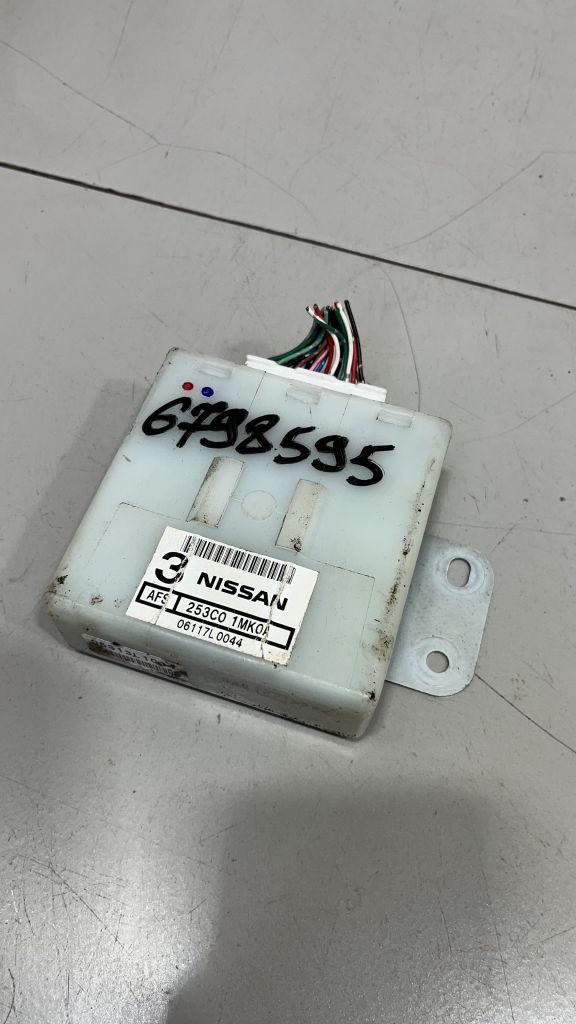 6798595
3 NISSAN
AFS 253C0 1MK0A
06117L0044